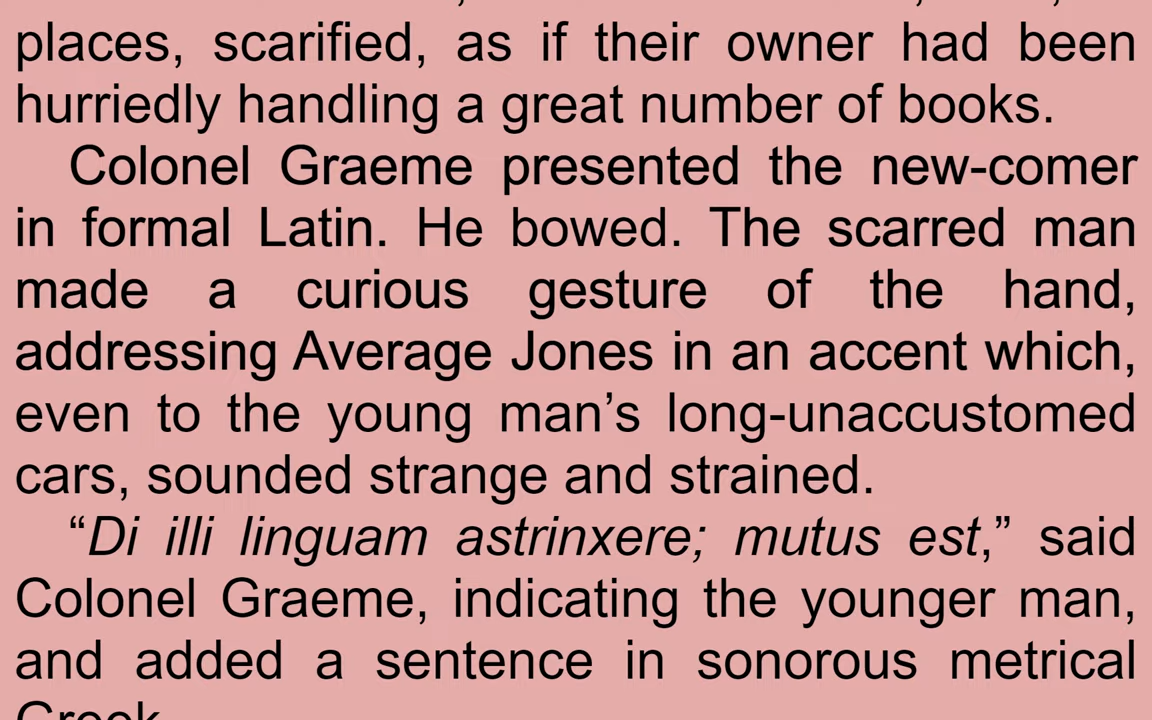 places, scarified, as if their owner had been
hurriedly handling a great number of books.
Colonel Graeme presented the new-comer
in formal Latin. He bowed. The scarred man
made a curious gesture of the hand,
addressing Average Jones in an accent which,
even to the young man’s long-unaccustomed
cars, sounded strange and strained.
“Di illi linguam astrinxere; mutus est,” said
Colonel Graeme, indicating the younger man,
and added a sentence in sonorous metrical
Greek.